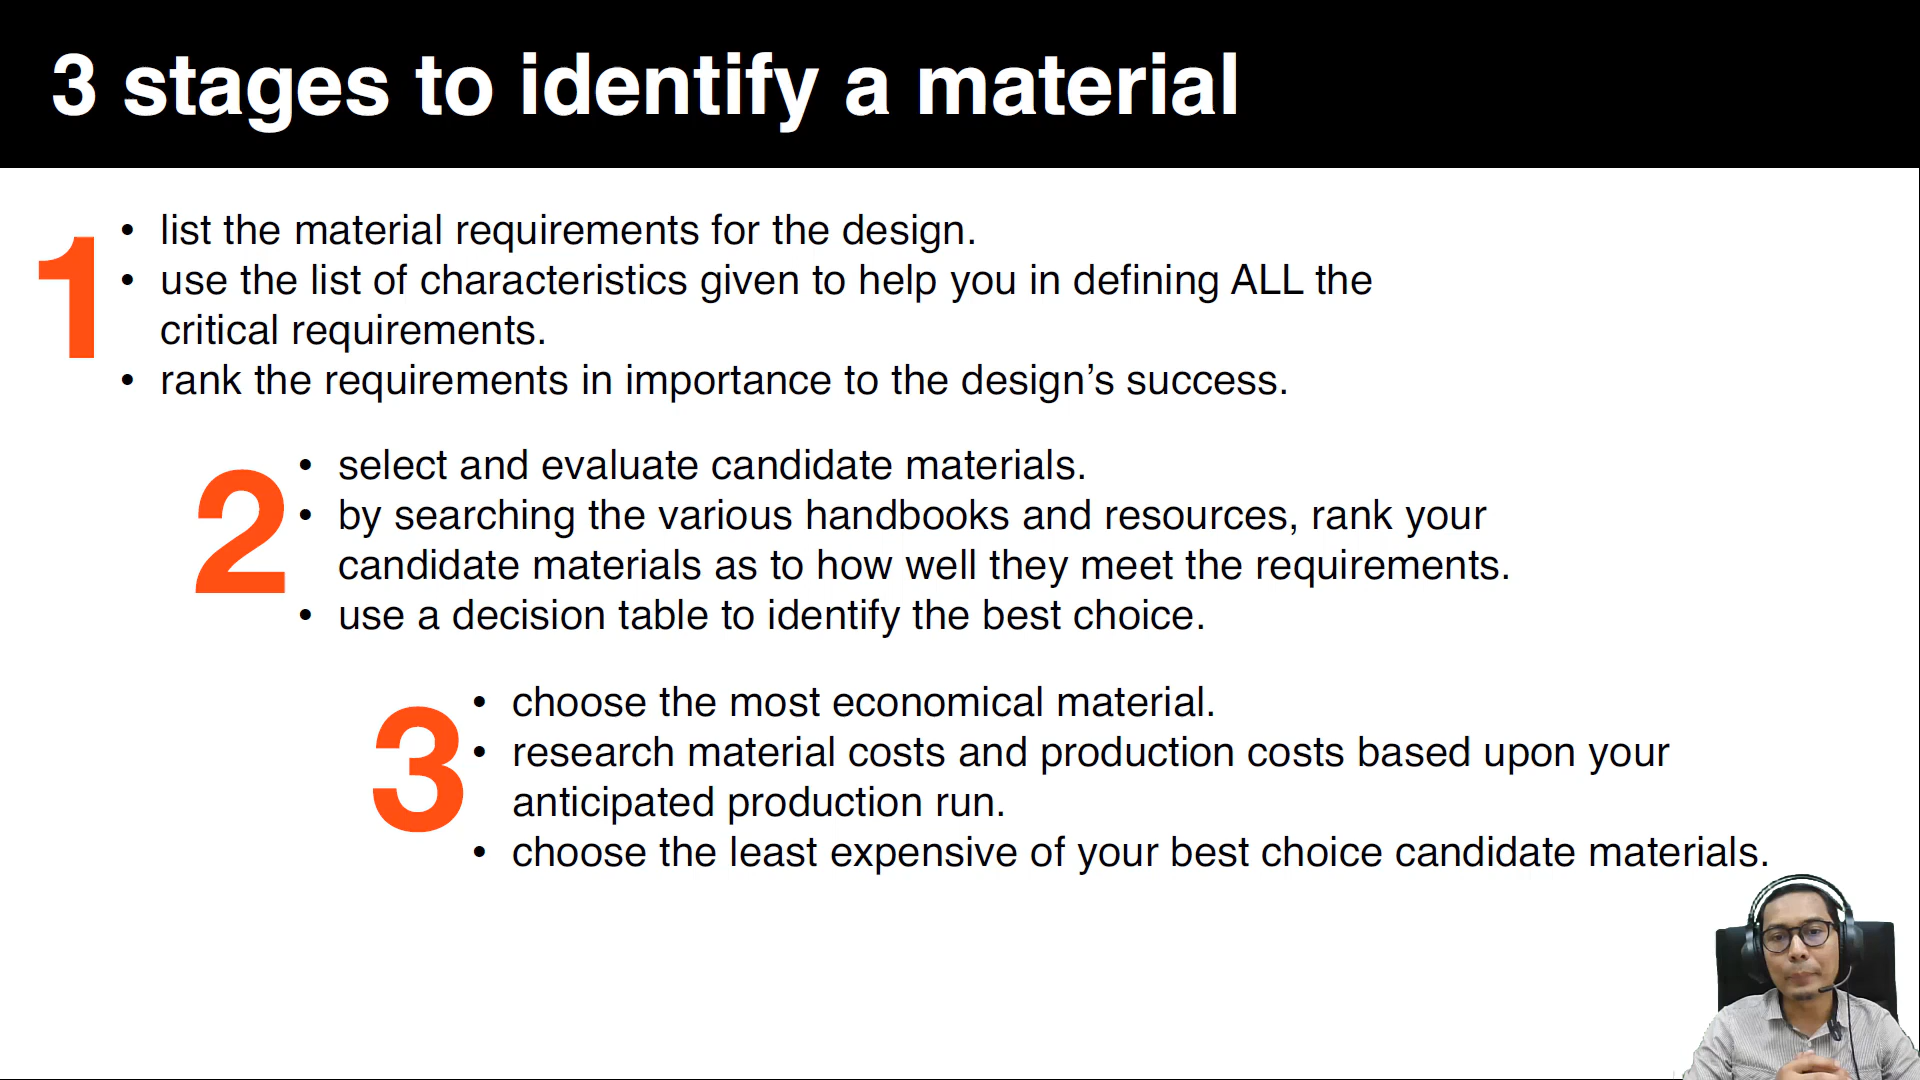 3 stages to identify a material
1
• list the material requirements for the design.
• use the list of characteristics given to help you in defining ALL the
critical requirements.
• rank the requirements in importance to the design’s success.
2
• select and evaluate candidate materials.
• by searching the various handbooks and resources, rank your
candidate materials as to how well they meet the requirements.
• use a decision table to identify the best choice.
3
• choose the most economical material.
• research material costs and production costs based upon your
anticipated production run.
• choose the least expensive of your best choice candidate materials.